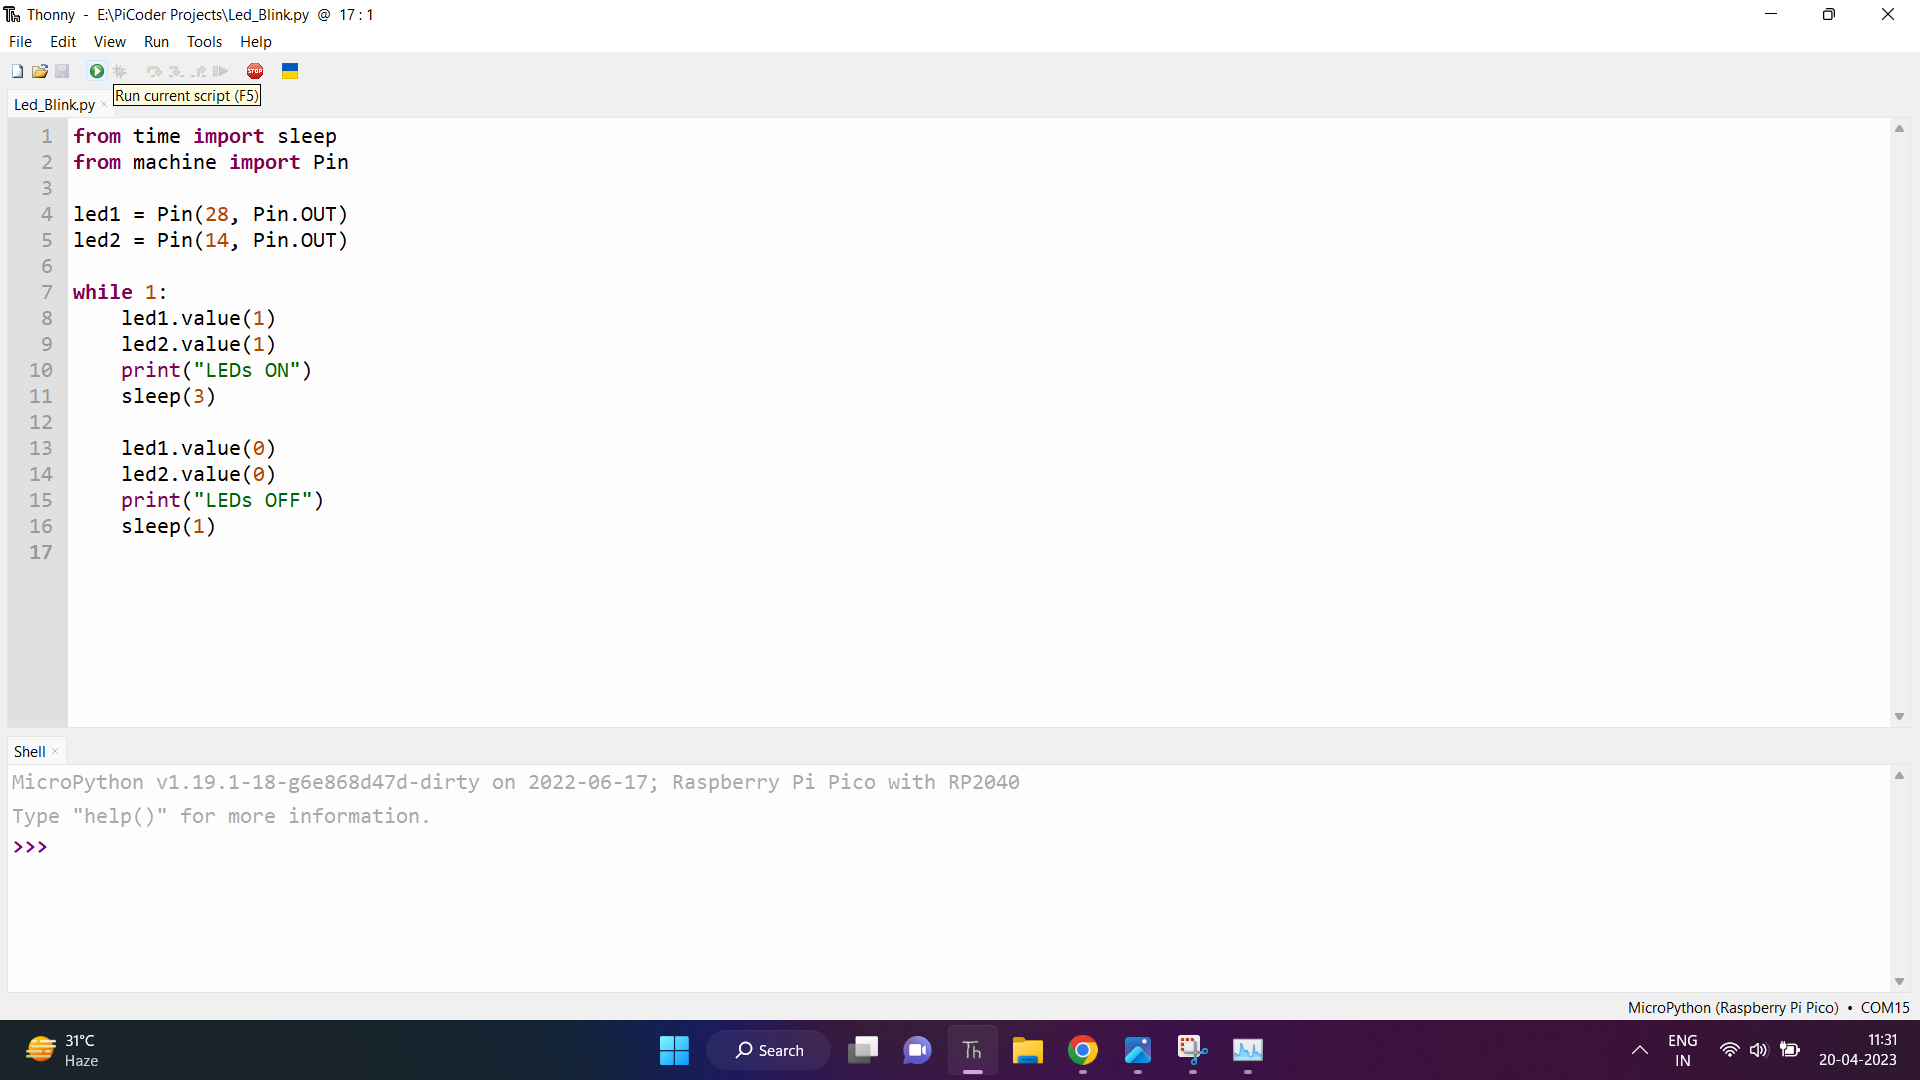 Thonny - E:\PiCoder Projects\Led_Blink.py @ 17 : 1
File Edit View Run Tools Help
STOP
Run current script (F5)
Led_Blink.py ×
1 from time import sleep
2 from machine import Pin
3
4 led1 = Pin(28, Pin.OUT)
5 led2 = Pin(14, Pin.OUT)
6
7 while 1:
8     led1.value(1)
9     led2.value(1)
10     print("LEDs ON")
11     sleep(3)
12
13     led1.value(0)
14     led2.value(0)
15     print("LEDs OFF")
16     sleep(1)
17
Shell ×
MicroPython v1.19.1-18-g6e868d47d-dirty on 2022-06-17; Raspberry Pi Pico with RP2040
Type "help()" for more information.
>>>
MicroPython (Raspberry Pi Pico) • COM15
31°C
Haze
Search
Th
ENG
IN
11:31
20-04-2023